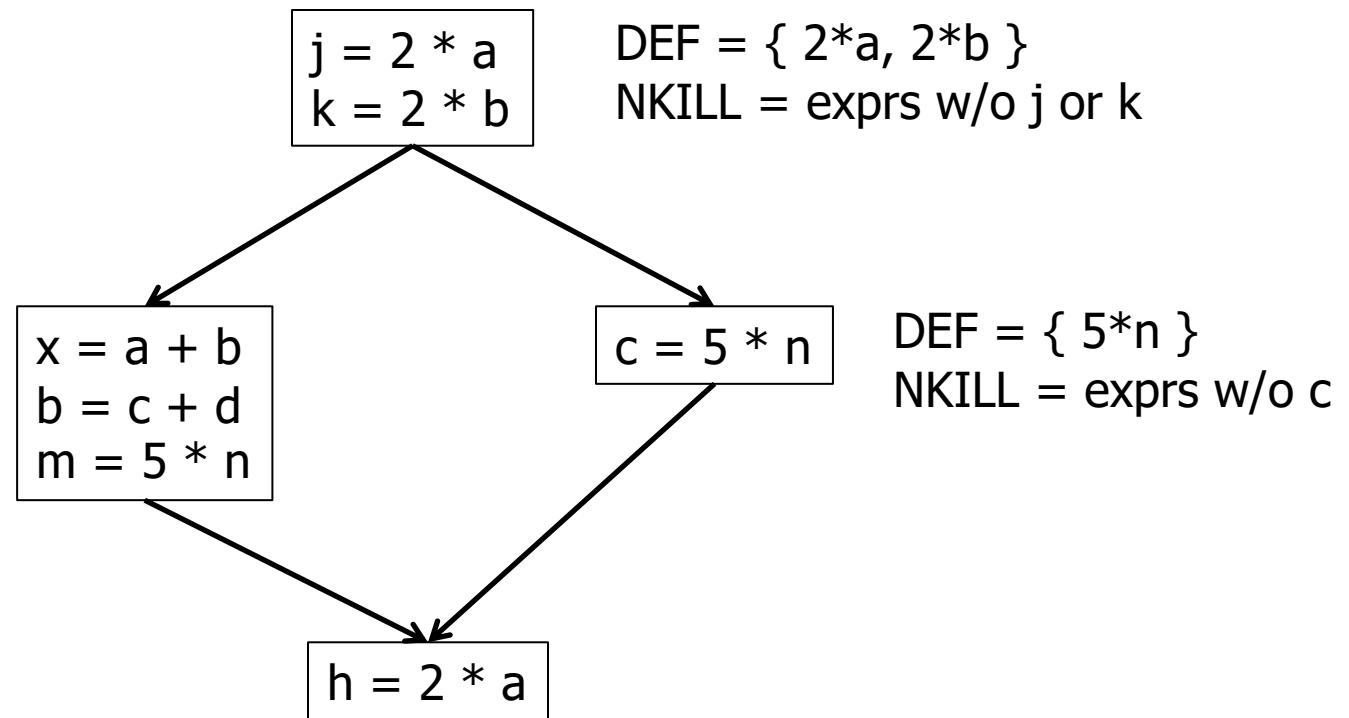 j = 2 * a
k = 2 * b
DEF = { 2*a, 2*b }
NKILL = exprs w/o j or k
x = a + b
b = c + d
m = 5 * n
c = 5 * n
DEF = { 5*n }
NKILL = exprs w/o c
h = 2 * a